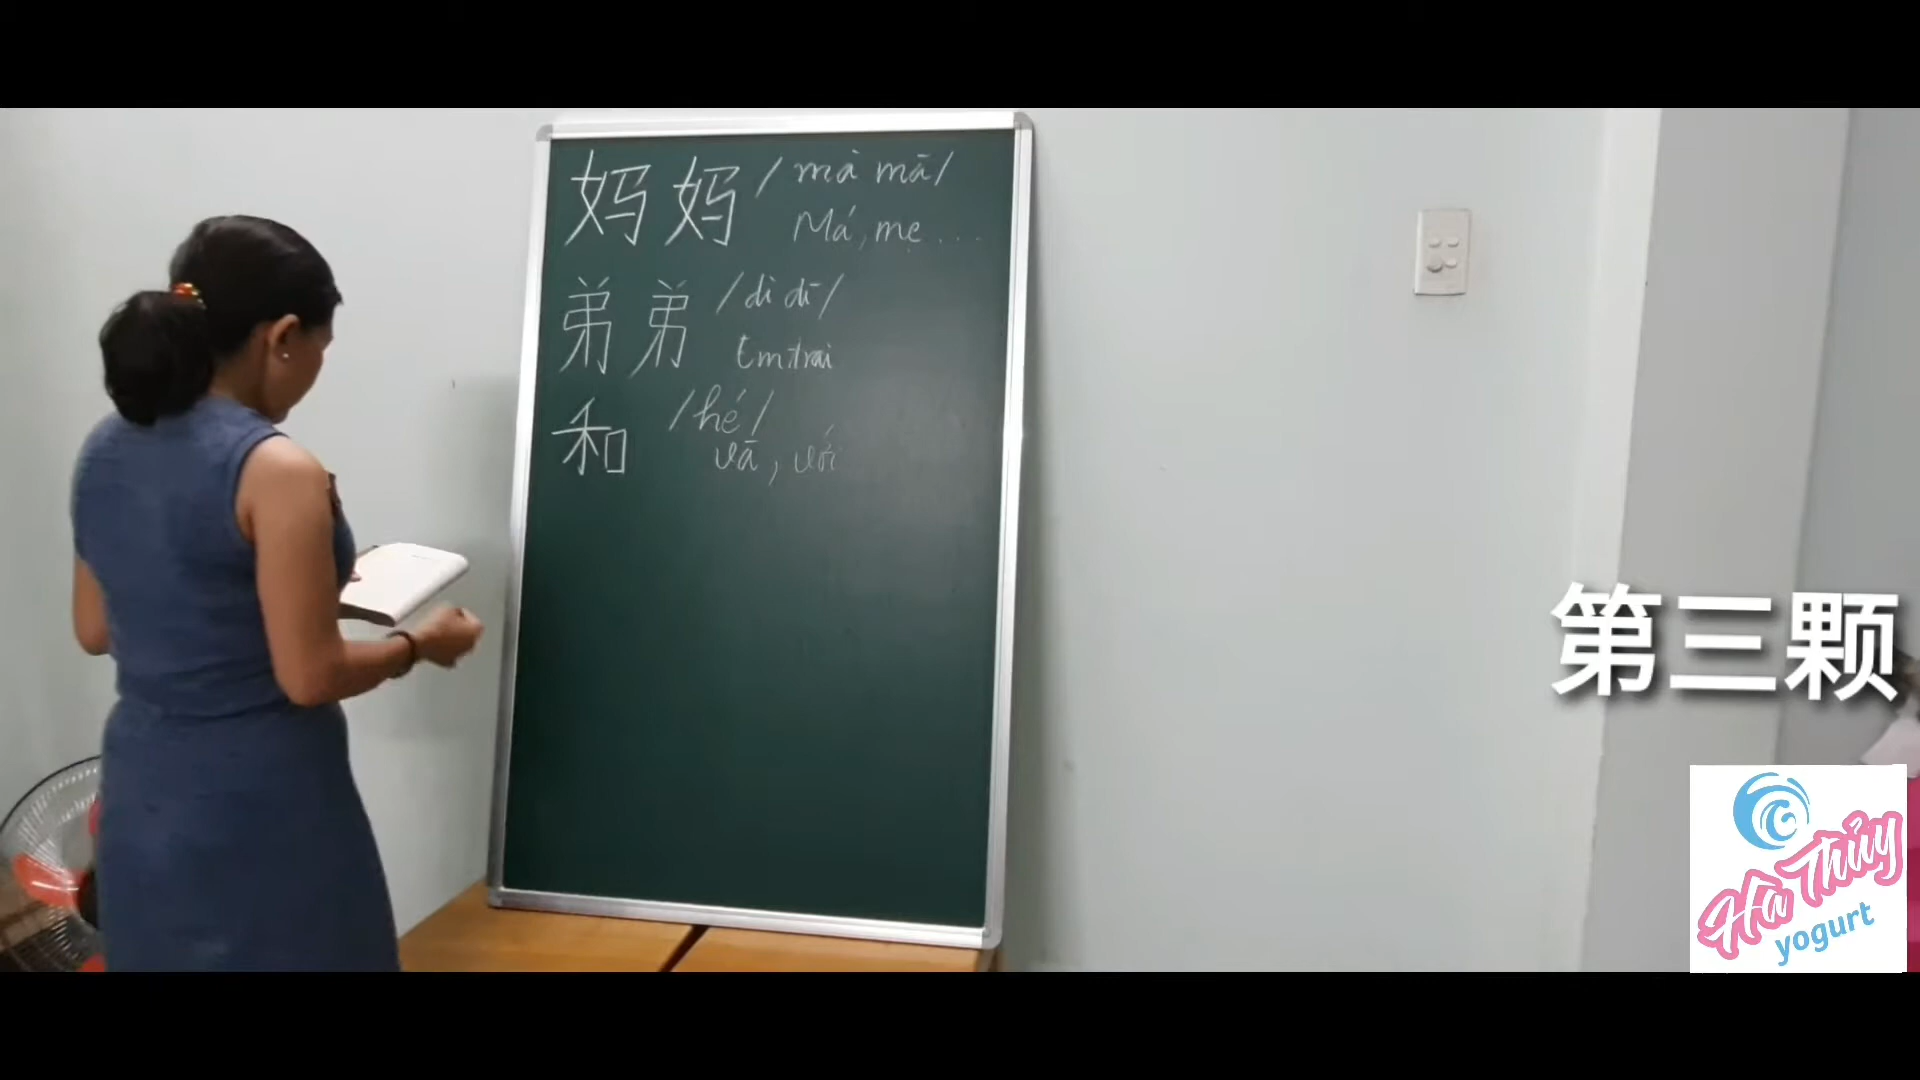 妈妈 /mà mā/
Má, mẹ...
弟弟 /dì dī/
Em trai
和 /hé/
và, với
第三颗
Hà Thủy
yogurt